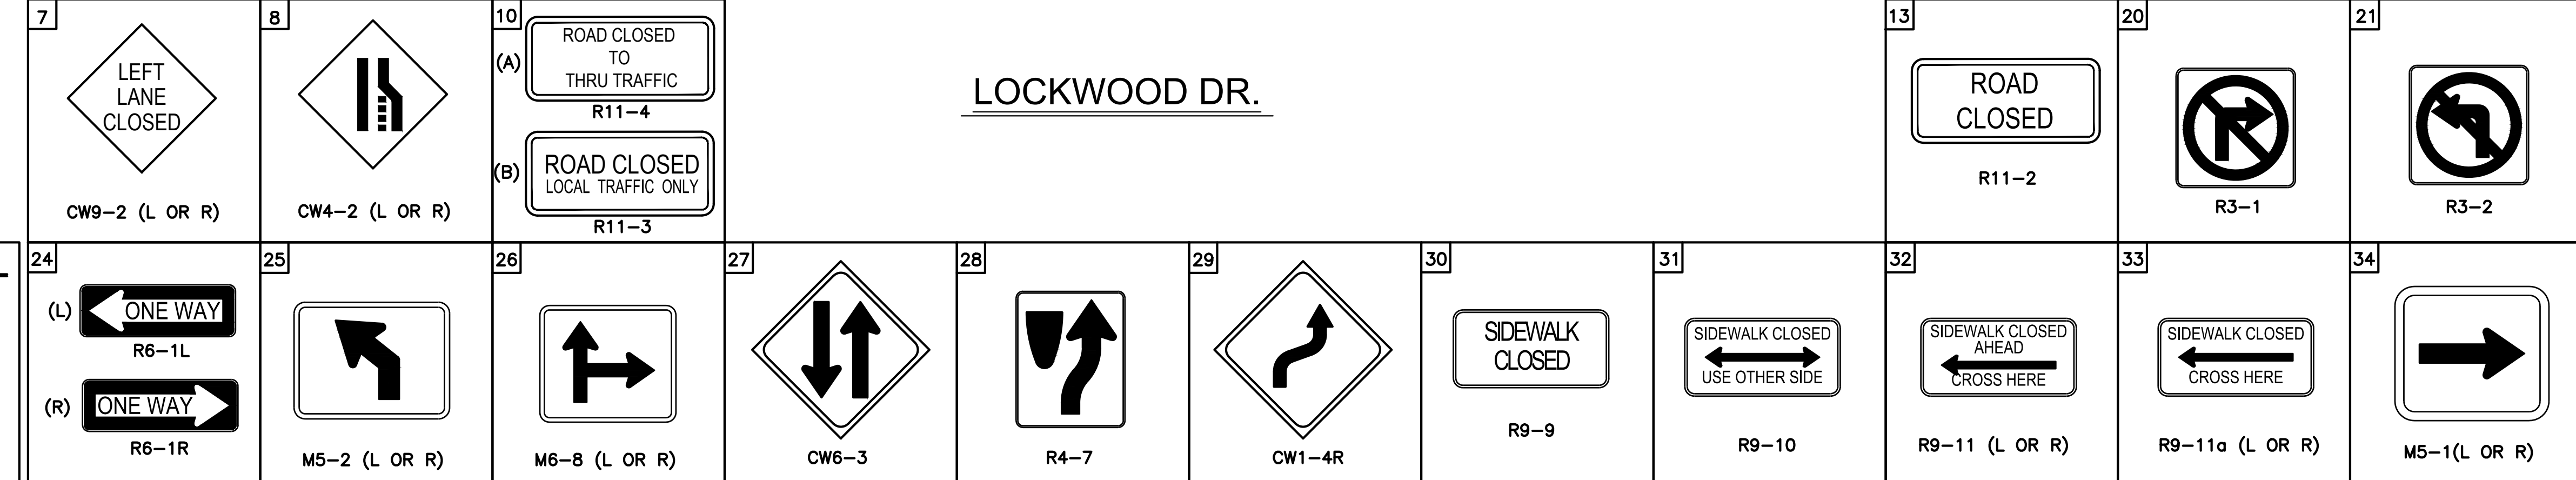 7
LEFT
LANE
CLOSED
CW9-2 (L OR R)
8
CW4-2 (L OR R)
10
(A)
ROAD CLOSED
TO
THRU TRAFFIC
R11-4
(B)
ROAD CLOSED
LOCAL TRAFFIC ONLY
R11-3
LOCKWOOD DR.
13
ROAD
CLOSED
R11-2
20
R3-1
21
R3-2
24
(L)
ONE WAY
R6-1L
(R)
ONE WAY
R6-1R
25
M5-2 (L OR R)
26
M6-8 (L OR R)
27
CW6-3
28
R4-7
29
CW1-4R
30
SIDEWALK
CLOSED
R9-9
31
SIDEWALK CLOSED
USE OTHER SIDE
R9-10
32
SIDEWALK CLOSED
AHEAD
CROSS HERE
R9-11 (L OR R)
33
SIDEWALK CLOSED
CROSS HERE
R9-11a (L OR R)
34
M5-1(L OR R)